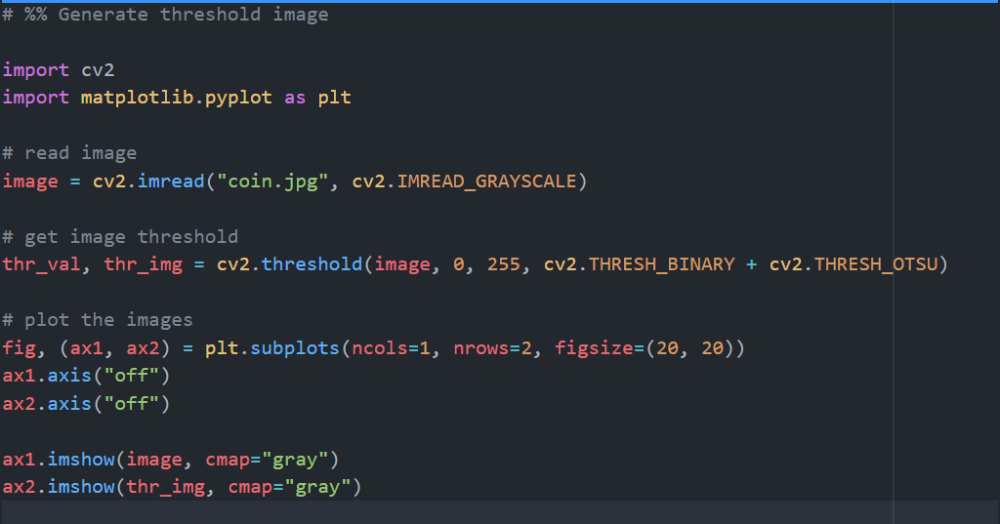 # %% Generate threshold image
import cv2
import matplotlib.pyplot as plt
# read image
image = cv2.imread("coin.jpg", cv2.IMREAD_GRAYSCALE)
# get image threshold
thr_val, thr_img = cv2.threshold(image, 0, 255, cv2.THRESH_BINARY + cv2.THRESH_OTSU)
# plot the images
fig, (ax1, ax2) = plt.subplots(ncols=1, nrows=2, figsize=(20, 20))
ax1.axis("off")
ax2.axis("off")
ax1.imshow(image, cmap="gray")
ax2.imshow(thr_img, cmap="gray")